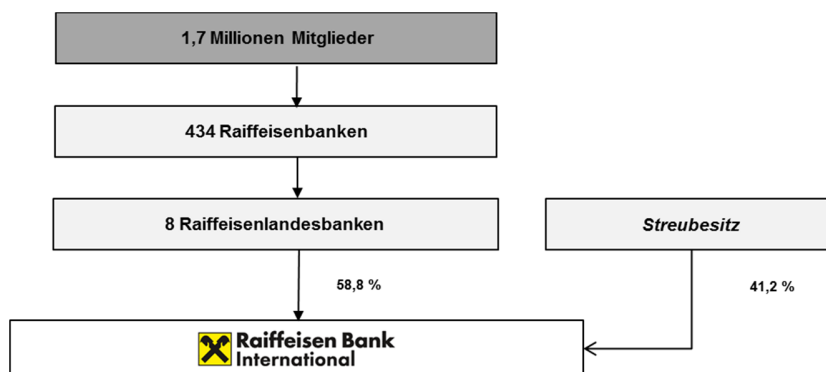 1,7 Millionen Mitglieder
434 Raiffeisenbanken
8 Raiffeisenlandesbanken
Streubesitz
58,8 %
41,2 %
Raiffeisen Bank
International